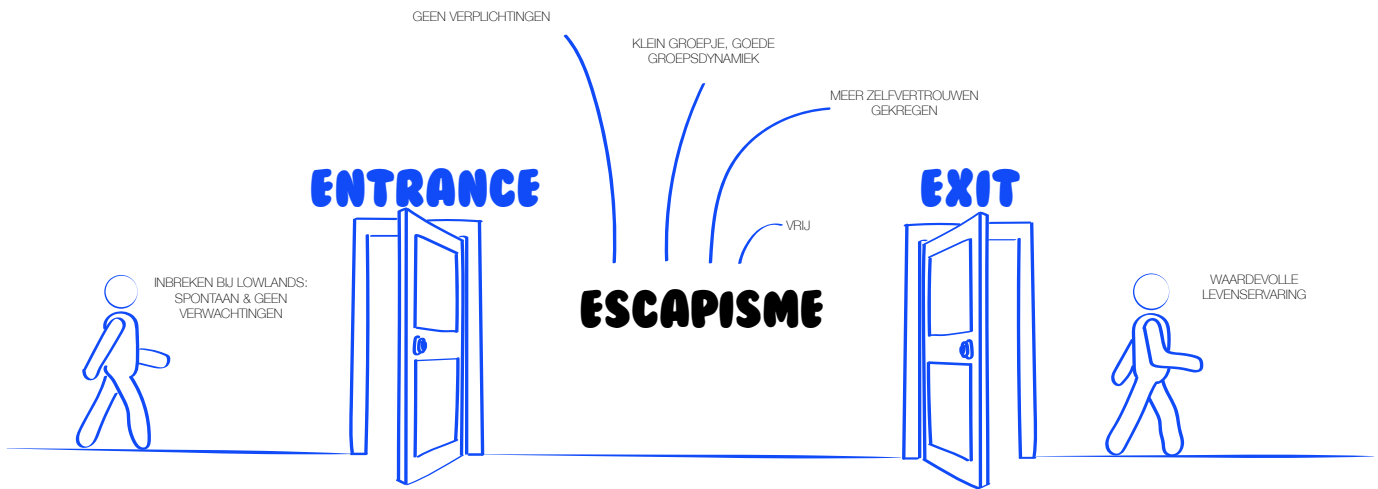 GEEN VERPLICHTINGEN
KLEIN GROEPJE, GOEDE
GROEPSDYNAMIEK
MEER ZELFVERTROUWEN
GEKREGEN
ENTRANCE
EXIT
VRIJ
INBREKEN BIJ LOWLANDS:
SPONTAAN & GEEN
VERWACHTINGEN
ESCAPISME
WAARDEVOLLE
LEVENSERVARING